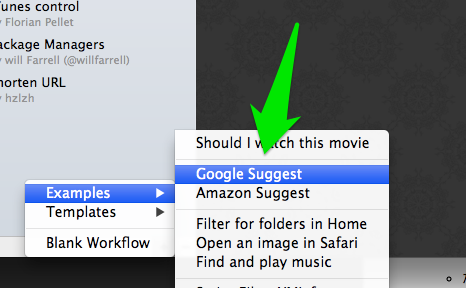 Tunes control
Florian Pellet
ackage Managers
will Farrell (@willfarrell)
horten URL
hzlzh
Should I watch this movie
Google Suggest
Amazon Suggest
Filter for folders in Home
Open an image in Safari
Find and play music
Examples
Templates
Blank Workflow